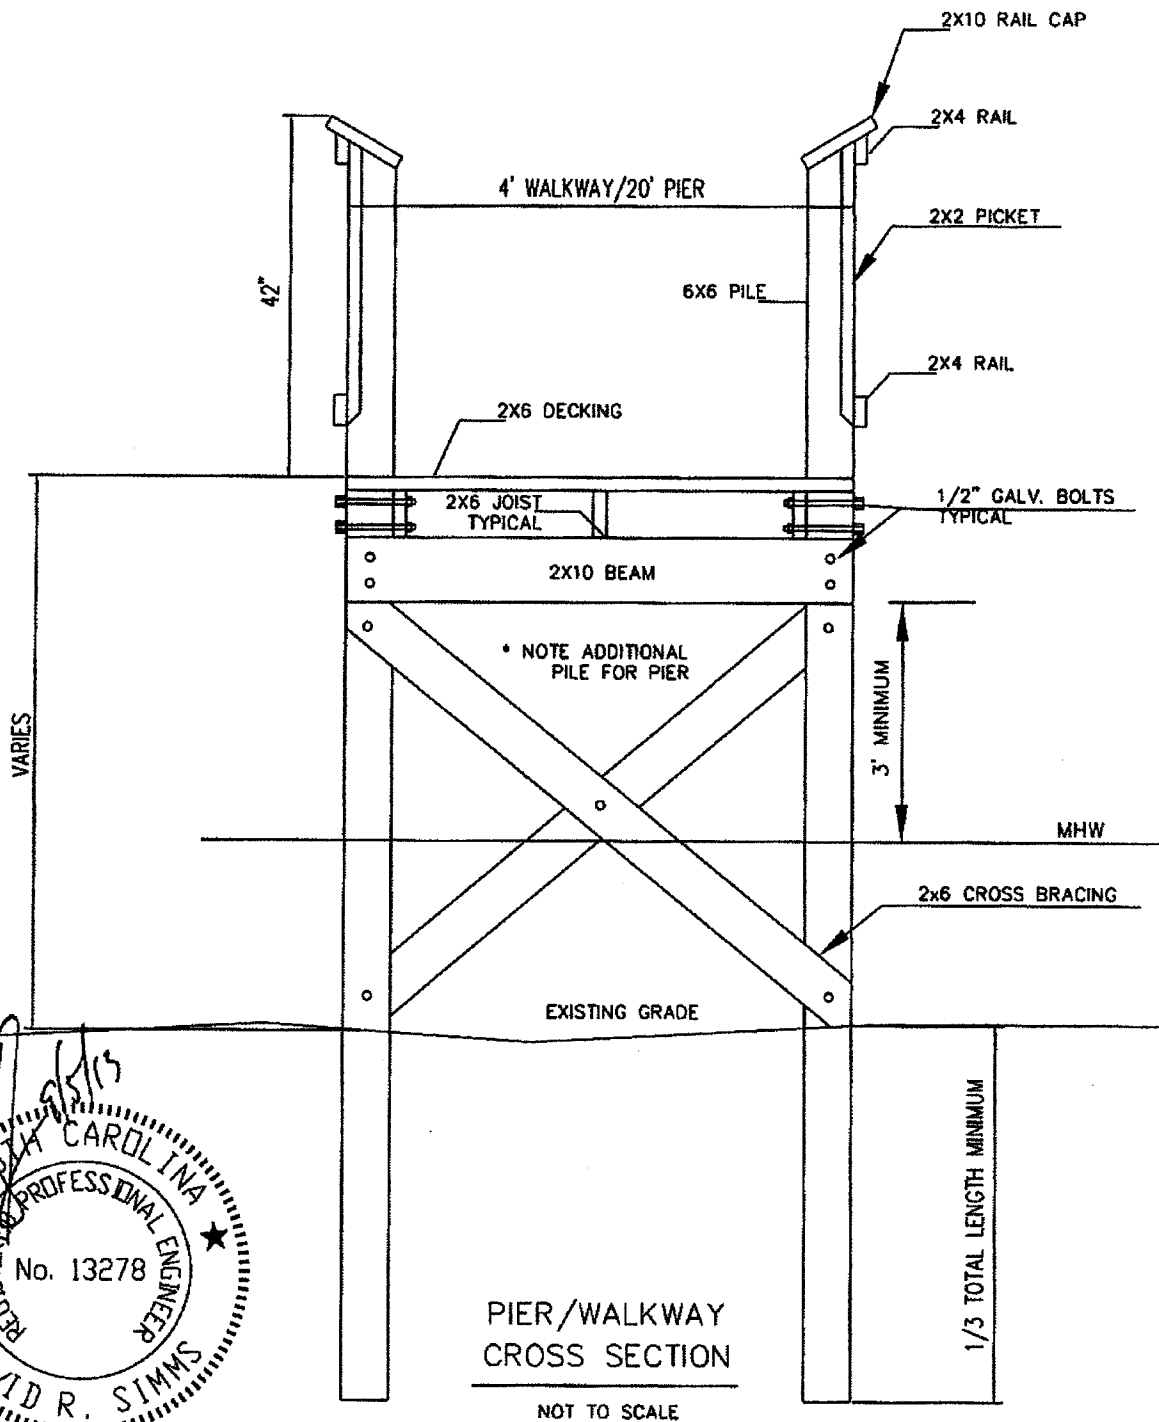 2X10 RAIL CAP
2X4 RAIL
4' WALKWAY/20' PIER
2X2 PICKET
42"
6X6 PILE
2X4 RAIL
2X6 DECKING
2X6 JOIST
TYPICAL
1/2" GALV. BOLTS
TYPICAL
2X10 BEAM
* NOTE ADDITIONAL
PILE FOR PIER
3' MINIMUM
VARIES
MHW
2x6 CROSS BRACING
EXISTING GRADE
1/3 TOTAL LENGTH MINIMUM
CAROLINA
PROFESSIONAL ENGINEER
No. 13278
R. SIMMS
PIER/WALKWAY
CROSS SECTION
NOT TO SCALE